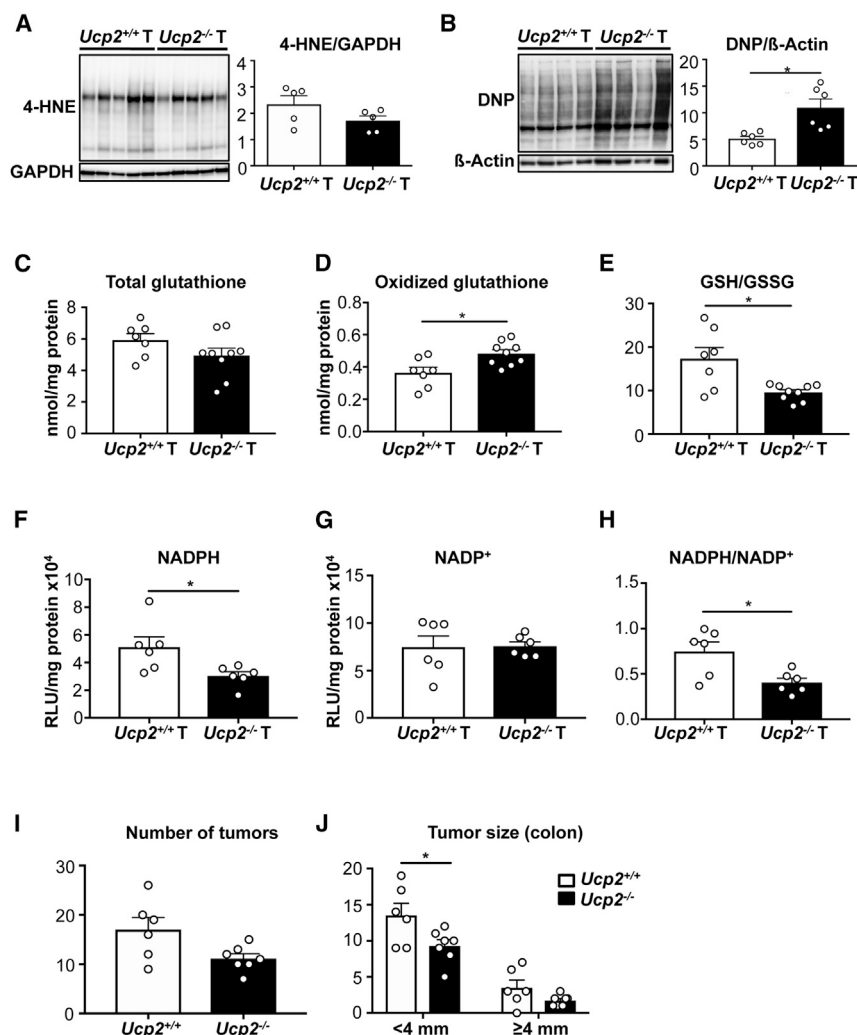 A
Ucp2+/+ T Ucp2-/- T
4-HNE
GAPDH
4-HNE/GAPDH
4
3
2
1
0
Ucp2+/+ T Ucp2-/- T
B
Ucp2+/+ T Ucp2-/- T
DNP
ß-Actin
DNP/ß-Actin
*
20
15
10
5
0
Ucp2+/+ T Ucp2-/- T
C
Total glutathione
nmol/mg protein
8
6
4
2
0
Ucp2+/+ T Ucp2-/- T
D
Oxidized glutathione
*
nmol/mg protein
0.8
0.6
0.4
0.2
0.0
Ucp2+/+ T Ucp2-/- T
E
GSH/GSSG
*
30
20
10
0
Ucp2+/+ T Ucp2-/- T
F
NADPH
*
RLU/mg protein x10⁴
10
8
6
4
2
0
Ucp2+/+ T Ucp2-/- T
G
NADP+
RLU/mg protein x10⁴
15
10
5
0
Ucp2+/+ T Ucp2-/- T
H
NADPH/NADP+
*
1.5
1.0
0.5
0.0
Ucp2+/+ T Ucp2-/- T
I
Number of tumors
30
20
10
0
Ucp2+/+ Ucp2-/-
J
Tumor size (colon)
*
20
15
10
5
0
<4 mm ≥4 mm
Ucp2+/+
Ucp2-/-